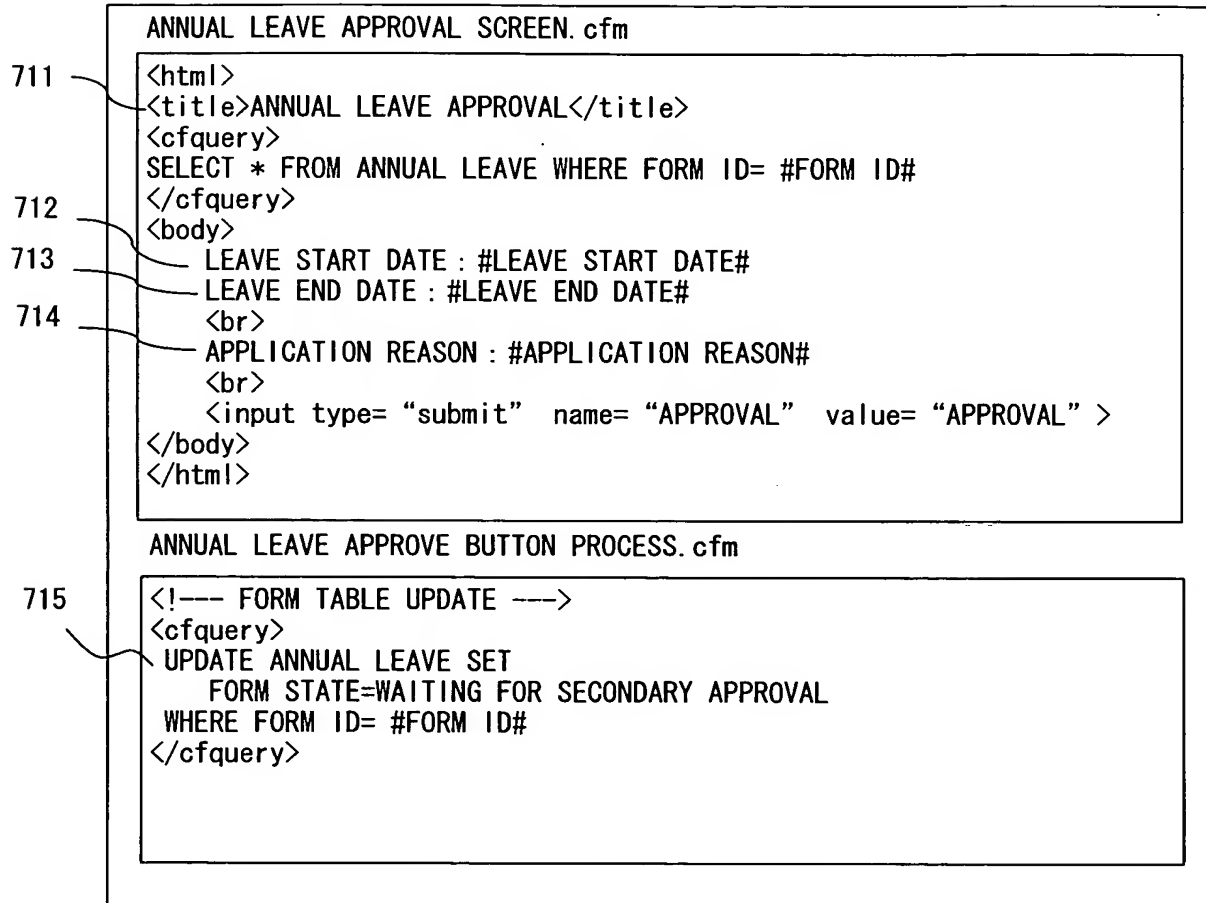 ANNUAL LEAVE APPROVAL SCREEN.cfm
711
<html>
<title>ANNUAL LEAVE APPROVAL</title>
<cfquery>
SELECT * FROM ANNUAL LEAVE WHERE FORM ID= #FORM ID#
</cfquery>
712
<body>
713
LEAVE START DATE : #LEAVE START DATE#
LEAVE END DATE : #LEAVE END DATE#
714
<br>
APPLICATION REASON : #APPLICATION REASON#
<br>
<input type= “submit” name= “APPROVAL” value= “APPROVAL” >
</body>
</html>
ANNUAL LEAVE APPROVE BUTTON PROCESS.cfm
715
<!--- FORM TABLE UPDATE --->
<cfquery>
UPDATE ANNUAL LEAVE SET
FORM STATE=WAITING FOR SECONDARY APPROVAL
WHERE FORM ID= #FORM ID#
</cfquery>